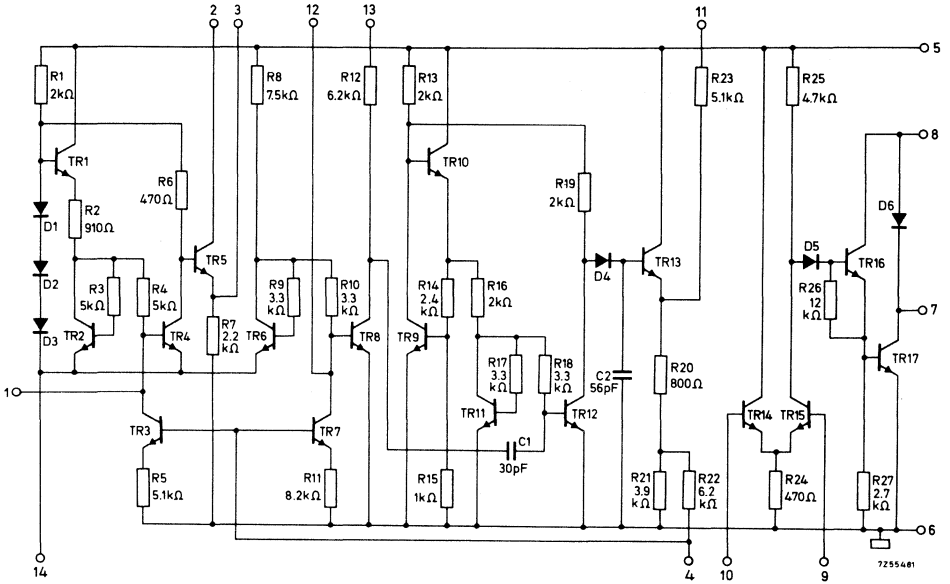 2 3 12 13 11
5
R1
2kΩ
R8
7.5kΩ
R12
6.2kΩ
R13
2kΩ
R23
5.1kΩ
R25
4.7kΩ
8
TR1
TR10
R6
470Ω
R19
2kΩ
R2
910Ω
D1
D6
TR5
D4
TR13
D5
TR16
D2
R3
5kΩ
R4
5kΩ
R9
3.3
kΩ
R10
3.3
kΩ
R14
2.4
kΩ
R16
2kΩ
R26
12
kΩ
7
D3
TR2
TR4
R7
2.2
kΩ
TR6
TR8
TR9
R17
3.3
kΩ
R18
3.3
kΩ
C2
56pF
R20
800Ω
TR17
1
TR3
TR7
TR11
TR12
TR14
TR15
C1
30pF
R5
5.1kΩ
R11
8.2kΩ
R15
1kΩ
R21
3.9
kΩ
R22
6.2
kΩ
R24
470Ω
R27
2.7
kΩ
6
14
4
10
9
7Z55481